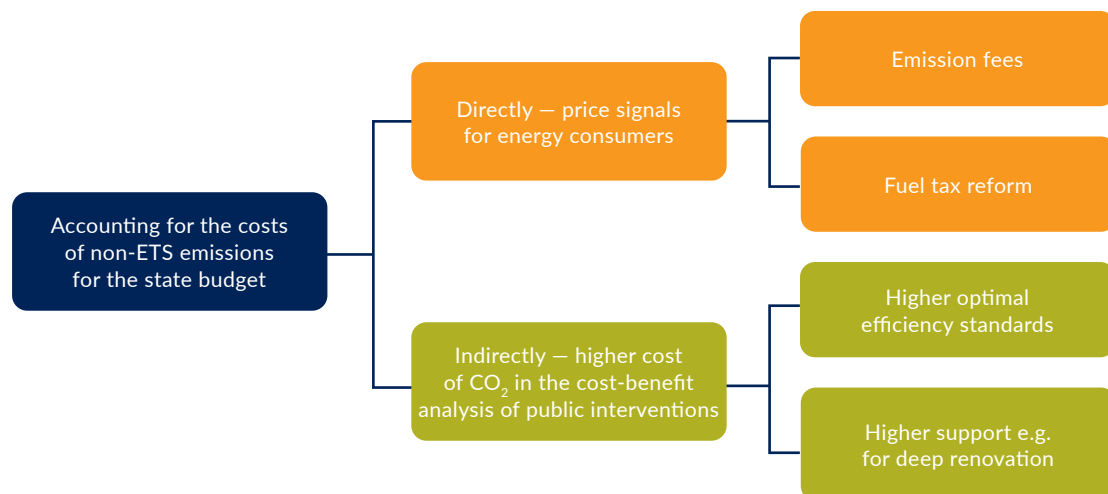 Accounting for the costs
of non-ETS emissions
for the state budget
Directly — price signals
for energy consumers
Emission fees
Fuel tax reform
Indirectly — higher cost
of CO₂ in the cost-benefit
analysis of public interventions
Higher optimal
efficiency standards
Higher support e.g.
for deep renovation